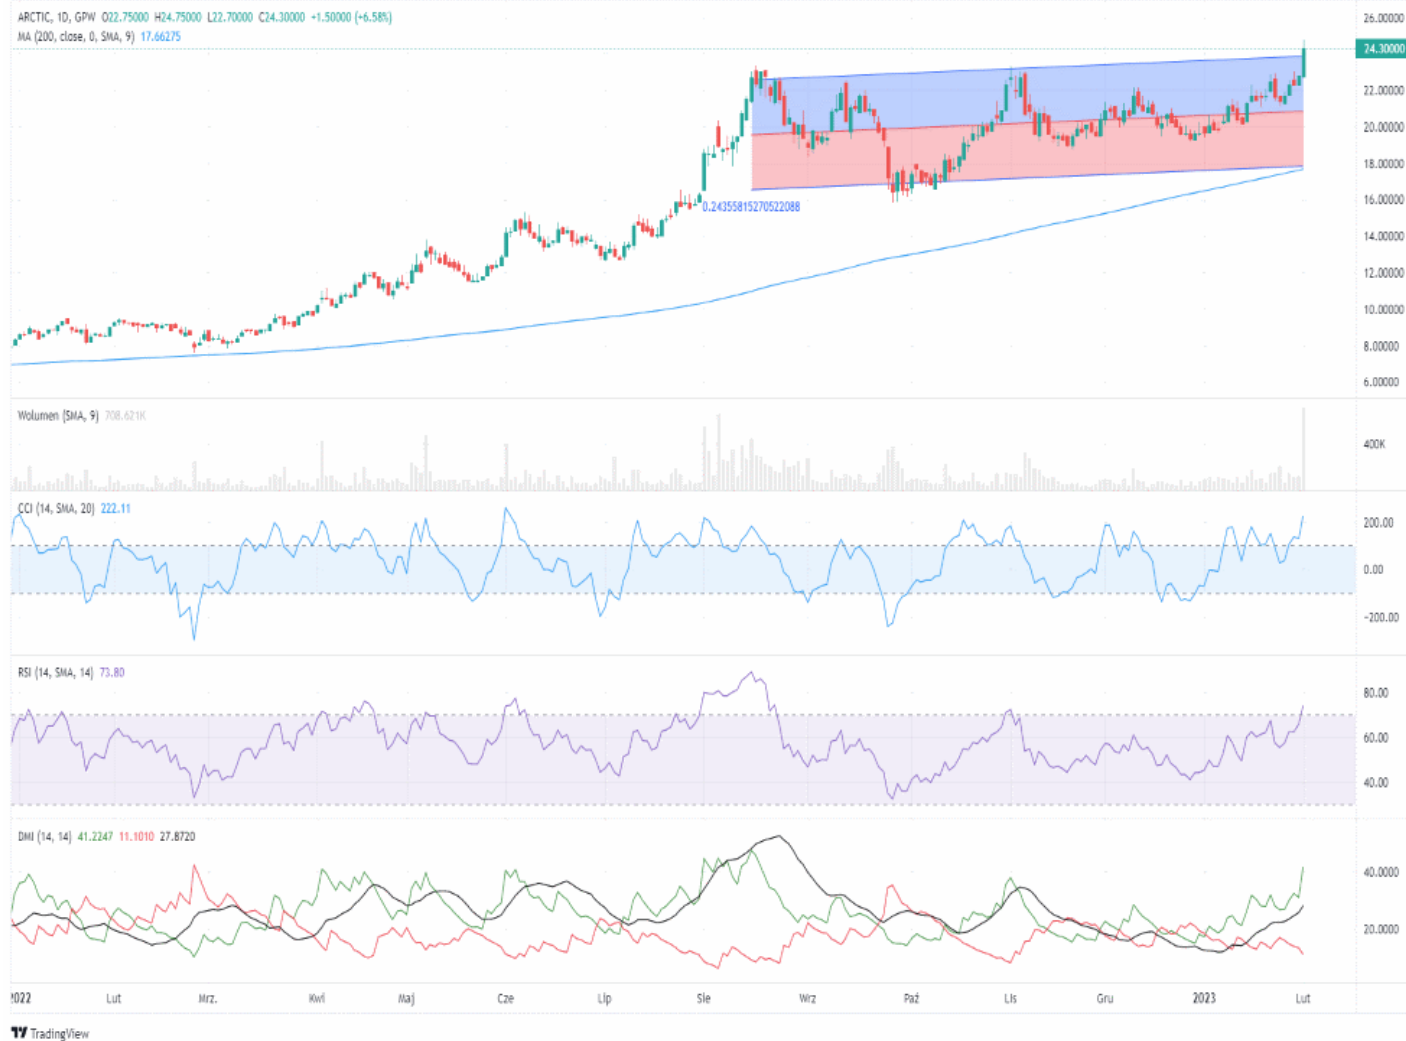 ARCTIC, 1D, GPW O22.75000 H24.75000 L22.70000 C24.30000 +1.50000 (+6.58%)
MA (200, close, 0, SMA, 9) 17.66275
26.00000
24.30000
22.00000
20.00000
18.00000
16.00000
14.00000
12.00000
10.00000
8.00000
6.00000
0.24355815270522088
Wolumen (SMA, 9) 708.621K
400K
CCI (14, SMA, 20) 222.11
200.00
0.00
−200.00
RSI (14, SMA, 14) 73.80
80.00
60.00
40.00
DMI (14, 14) 41.2247 11.1010 27.8720
40.0000
20.0000
2022 Lut Mrz. Kwi Maj Cze Lip Sie Wrz Paź Lis Gru 2023 Lut
TradingView